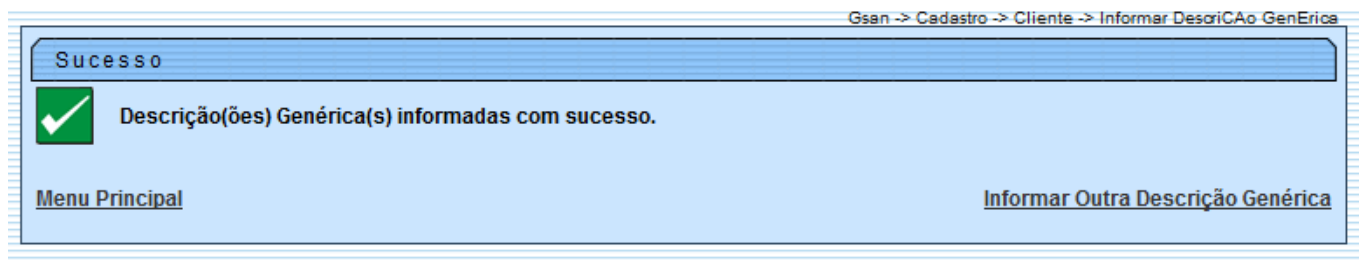 Gsan -> Cadastro -> Cliente -> Informar DescriCAo GenErica
Sucesso
Descrição(ões) Genérica(s) informadas com sucesso.
Menu Principal
Informar Outra Descrição Genérica